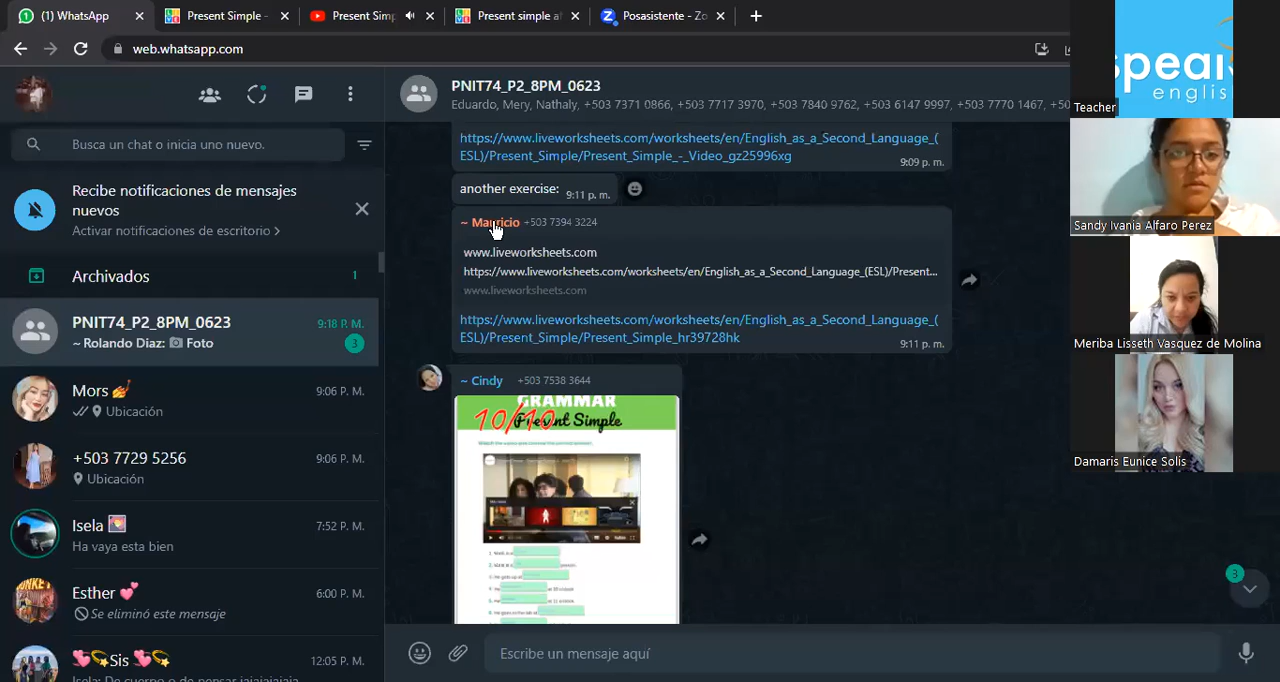 (1) WhatsApp
Present Simple -
Present Simp
Present simple a
Posasistente - Zo
web.whatsapp.com
Busca un chat o inicia uno nuevo.
Recibe notificaciones de mensajes
nuevos
Activar notificaciones de escritorio >
Archivados
1
PNIT74_P2_8PM_0623
9:18 P. M.
~ Rolando Diaz: Foto
3
Mors
9:06 P. M.
Ubicación
+503 7729 5256
9:06 P. M.
Ubicación
Isela
7:52 P. M.
Ha vaya esta bien
Esther
6:00 P. M.
Se eliminó este mensaje
Sis
12:05 P. M.
Isela: De cuerpo o de pensar jajajajajaja
PNIT74_P2_8PM_0623
Eduardo, Mery, Nathaly, +503 7371 0866, +503 7717 3970, +503 7840 9762, +503 6147 9997, +503 7770 1467, +50
https://www.liveworksheets.com/worksheets/en/English_as_a_Second_Language_(
ESL)/Present_Simple/Present_Simple_-_Video_gz25996xg
9:09 p. m.
another exercise:
9:11 p. m.
~ Mauricio +503 7394 3224
www.liveworksheets.com
https://www.liveworksheets.com/worksheets/en/English_as_a_Second_Language_(ESL)/Present...
www.liveworksheets.com
https://www.liveworksheets.com/worksheets/en/English_as_a_Second_Language_(
ESL)/Present_Simple/Present_Simple_hr39728hk
9:11 p. m.
~ Cindy +503 7538 3644
GRAMMAR
10/10
Present Simple
3
Escribe un mensaje aquí
speak
englis
Teacher
Sandy Ivania Alfaro Perez
Meriba Lisseth Vasquez de Molina
Damaris Eunice Solis